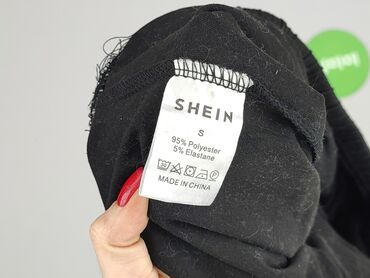 SHEIN
S
95% Polyester
5% Elastane
MADE IN CHINA